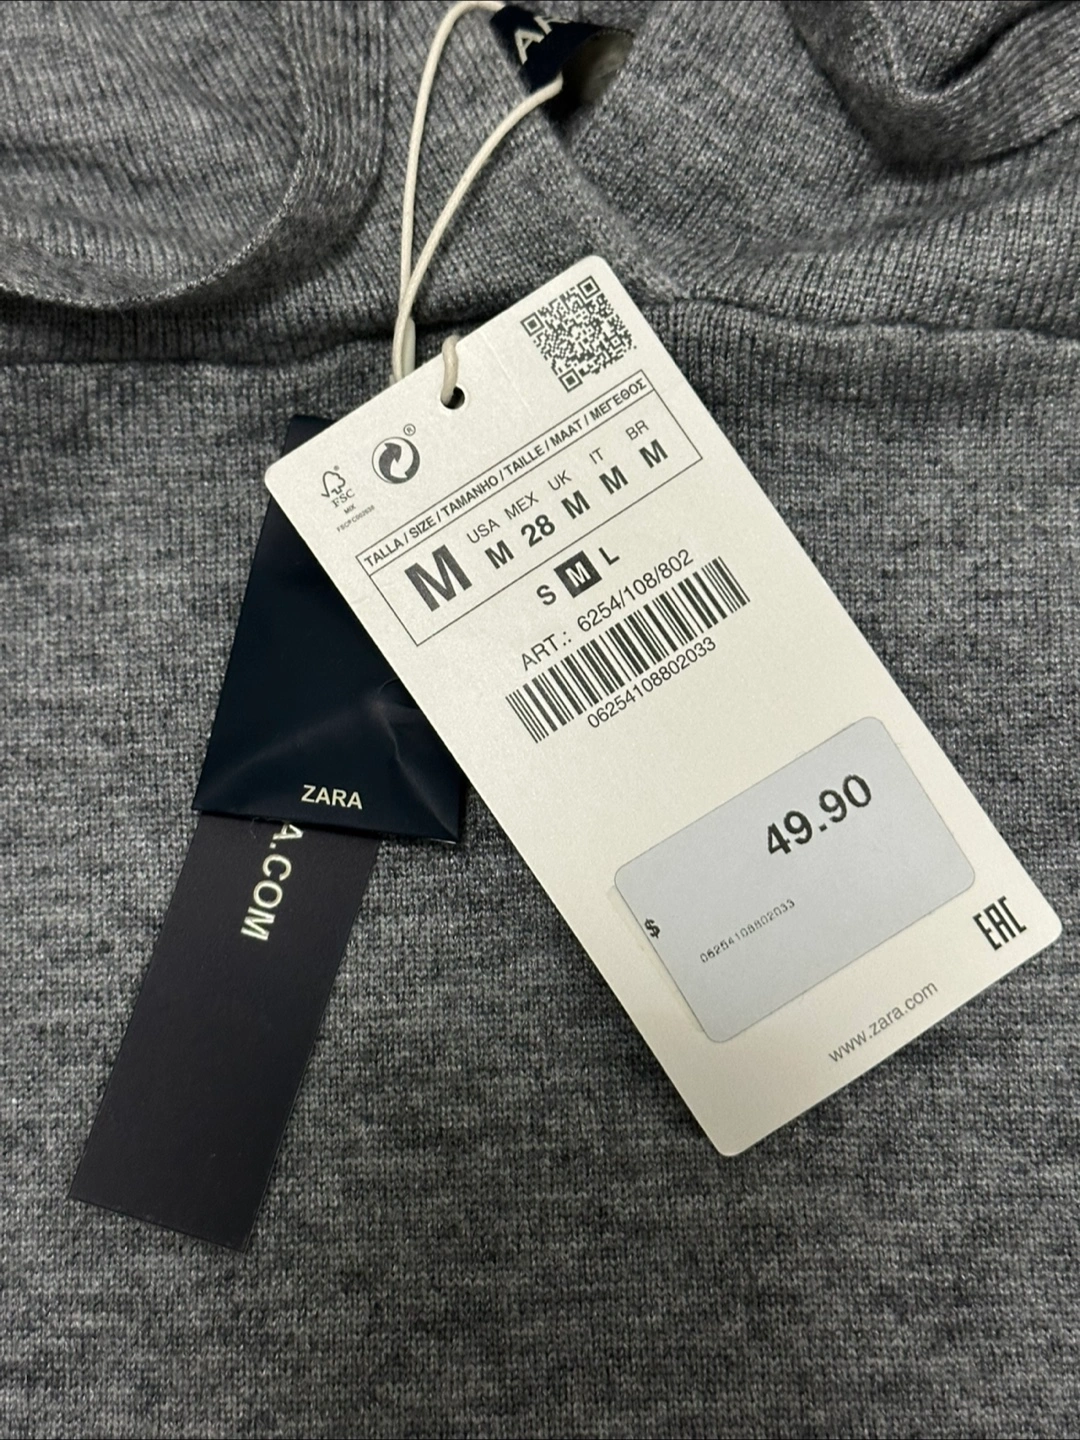 FSC
MIX
TALLA / SIZE / TAMANHO / TAILLE / MAAT / ΜΕΓΕΘΟΣ
USA MEX UK IT BR
M M 28 M M M
S M L
ART.: 6254/108/802
06254108802033
49.90
$
06254108802033
EAC
www.zara.com
ZARA
A.COM